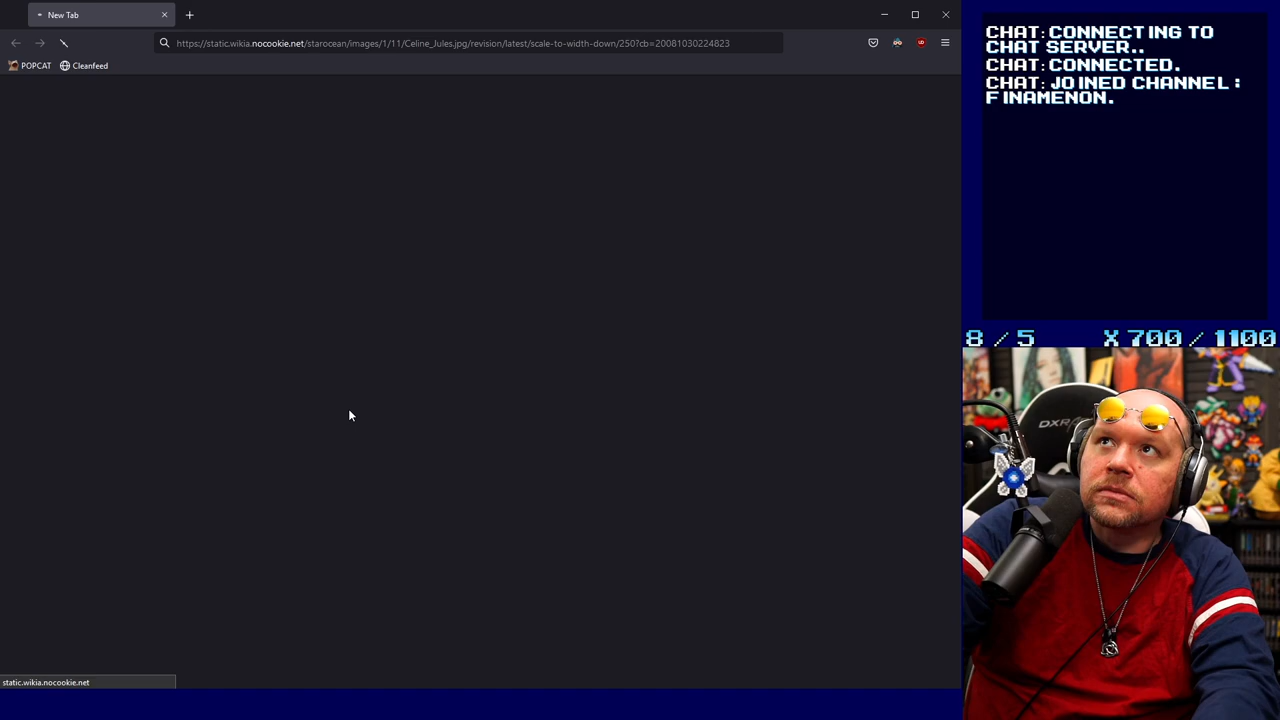 New Tab
https://static.wikia.nocookie.net/starocean/images/1/11/Celine_Jules.jpg/revision/latest/scale-to-width-down/250?cb=20081030224823
POPCAT Cleanfeed
static.wikia.nocookie.net
CHAT: CONNECTING TO
CHAT SERVER..
CHAT: CONNECTED.
CHAT: JOINED CHANNEL:
FINAMENON.
8/5 X 700/1100
DXR